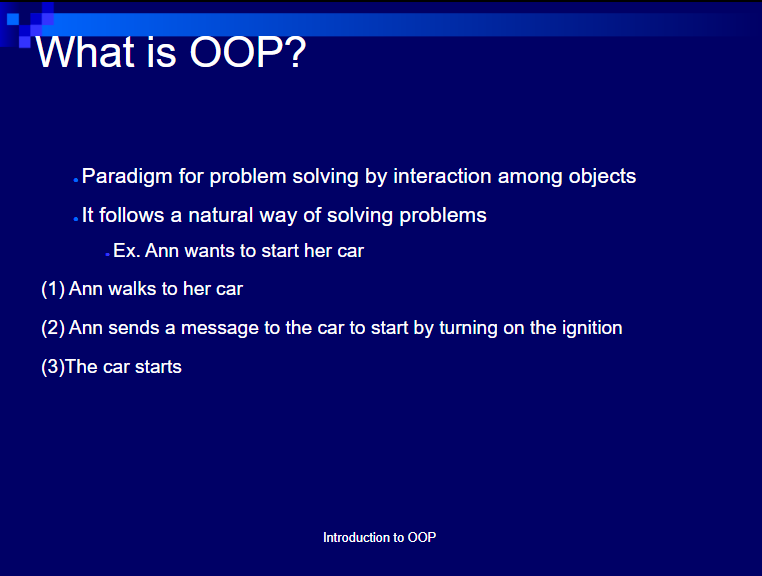 What is OOP?
Paradigm for problem solving by interaction among objects
It follows a natural way of solving problems
Ex. Ann wants to start her car
(1) Ann walks to her car
(2) Ann sends a message to the car to start by turning on the ignition
(3)The car starts
Introduction to OOP